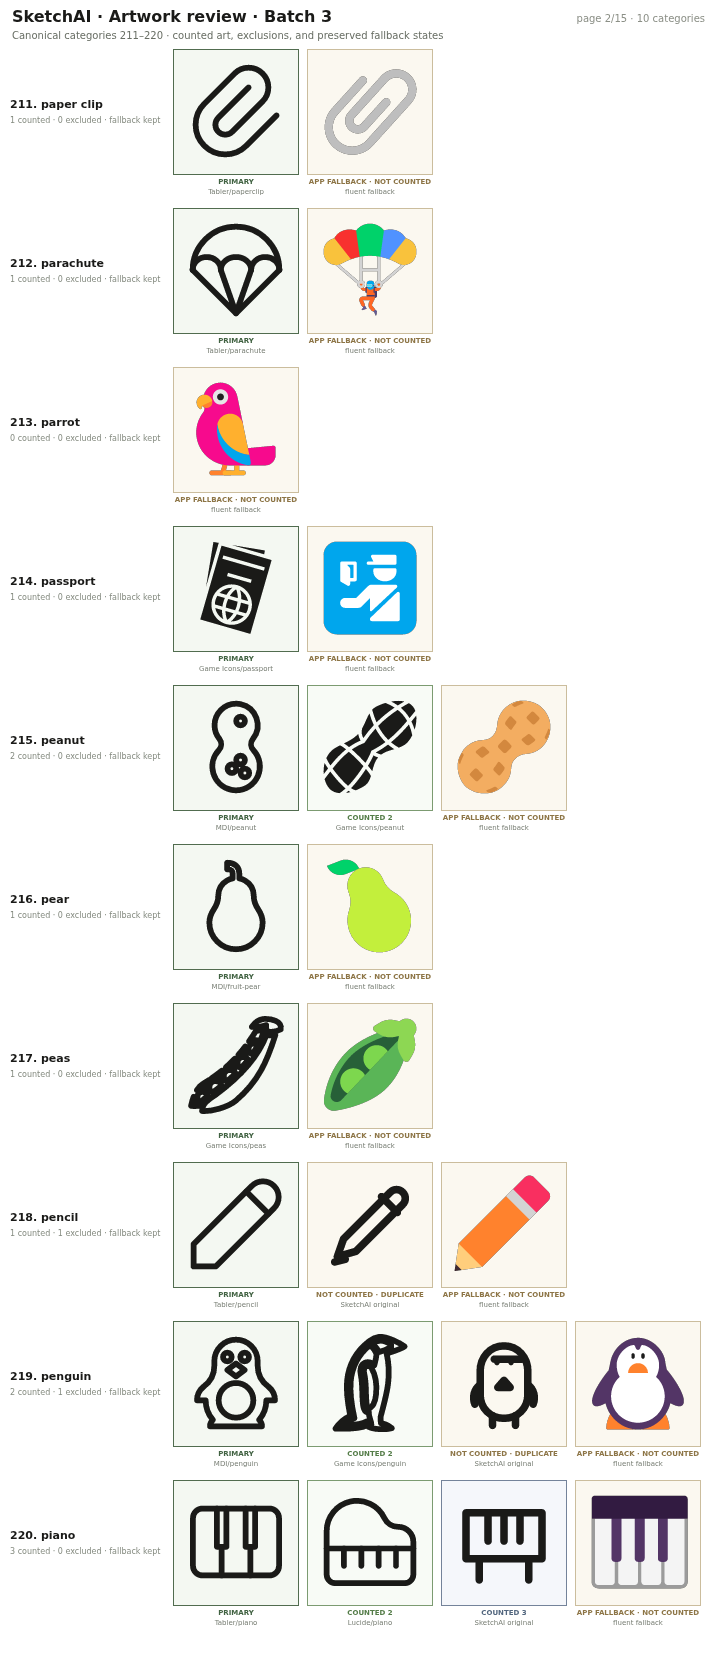 SketchAI · Artwork review · Batch 3
page 2/15 · 10 categories
Canonical categories 211–220 · counted art, exclusions, and preserved fallback states
211. paper clip
1 counted · 0 excluded · fallback kept
PRIMARY
Tabler/paperclip
APP FALLBACK · NOT COUNTED
fluent fallback
212. parachute
1 counted · 0 excluded · fallback kept
PRIMARY
Tabler/parachute
APP FALLBACK · NOT COUNTED
fluent fallback
213. parrot
0 counted · 0 excluded · fallback kept
APP FALLBACK · NOT COUNTED
fluent fallback
214. passport
1 counted · 0 excluded · fallback kept
PRIMARY
Game Icons/passport
APP FALLBACK · NOT COUNTED
fluent fallback
215. peanut
2 counted · 0 excluded · fallback kept
PRIMARY
MDI/peanut
COUNTED 2
Game Icons/peanut
APP FALLBACK · NOT COUNTED
fluent fallback
216. pear
1 counted · 0 excluded · fallback kept
PRIMARY
MDI/fruit-pear
APP FALLBACK · NOT COUNTED
fluent fallback
217. peas
1 counted · 0 excluded · fallback kept
PRIMARY
Game Icons/peas
APP FALLBACK · NOT COUNTED
fluent fallback
218. pencil
1 counted · 1 excluded · fallback kept
PRIMARY
Tabler/pencil
NOT COUNTED · DUPLICATE
SketchAI original
APP FALLBACK · NOT COUNTED
fluent fallback
219. penguin
2 counted · 1 excluded · fallback kept
PRIMARY
MDI/penguin
COUNTED 2
Game Icons/penguin
NOT COUNTED · DUPLICATE
SketchAI original
APP FALLBACK · NOT COUNTED
fluent fallback
220. piano
3 counted · 0 excluded · fallback kept
PRIMARY
Tabler/piano
COUNTED 2
Lucide/piano
COUNTED 3
SketchAI original
APP FALLBACK · NOT COUNTED
fluent fallback